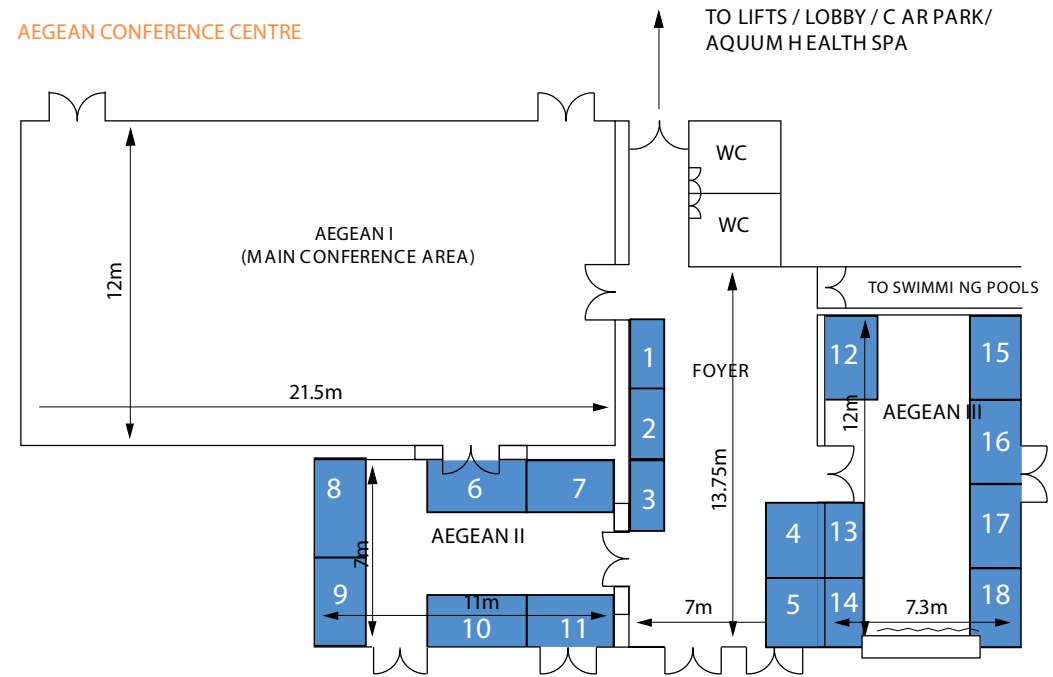 AEGEAN CONFERENCE CENTRE
TO LIFTS / LOBBY / C AR PARK/
AQUUM H EALTH SPA
WC
WC
AEGEAN I
(MAIN CONFERENCE AREA)
12m
21.5m
TO SWIMMI NG POOLS
FOYER
13.75m
7m
1
2
3
4
5
AEGEAN II
7m
11m
6
7
8
9
10
11
AEGEAN III
12m
7.3m
12
13
14
15
16
17
18